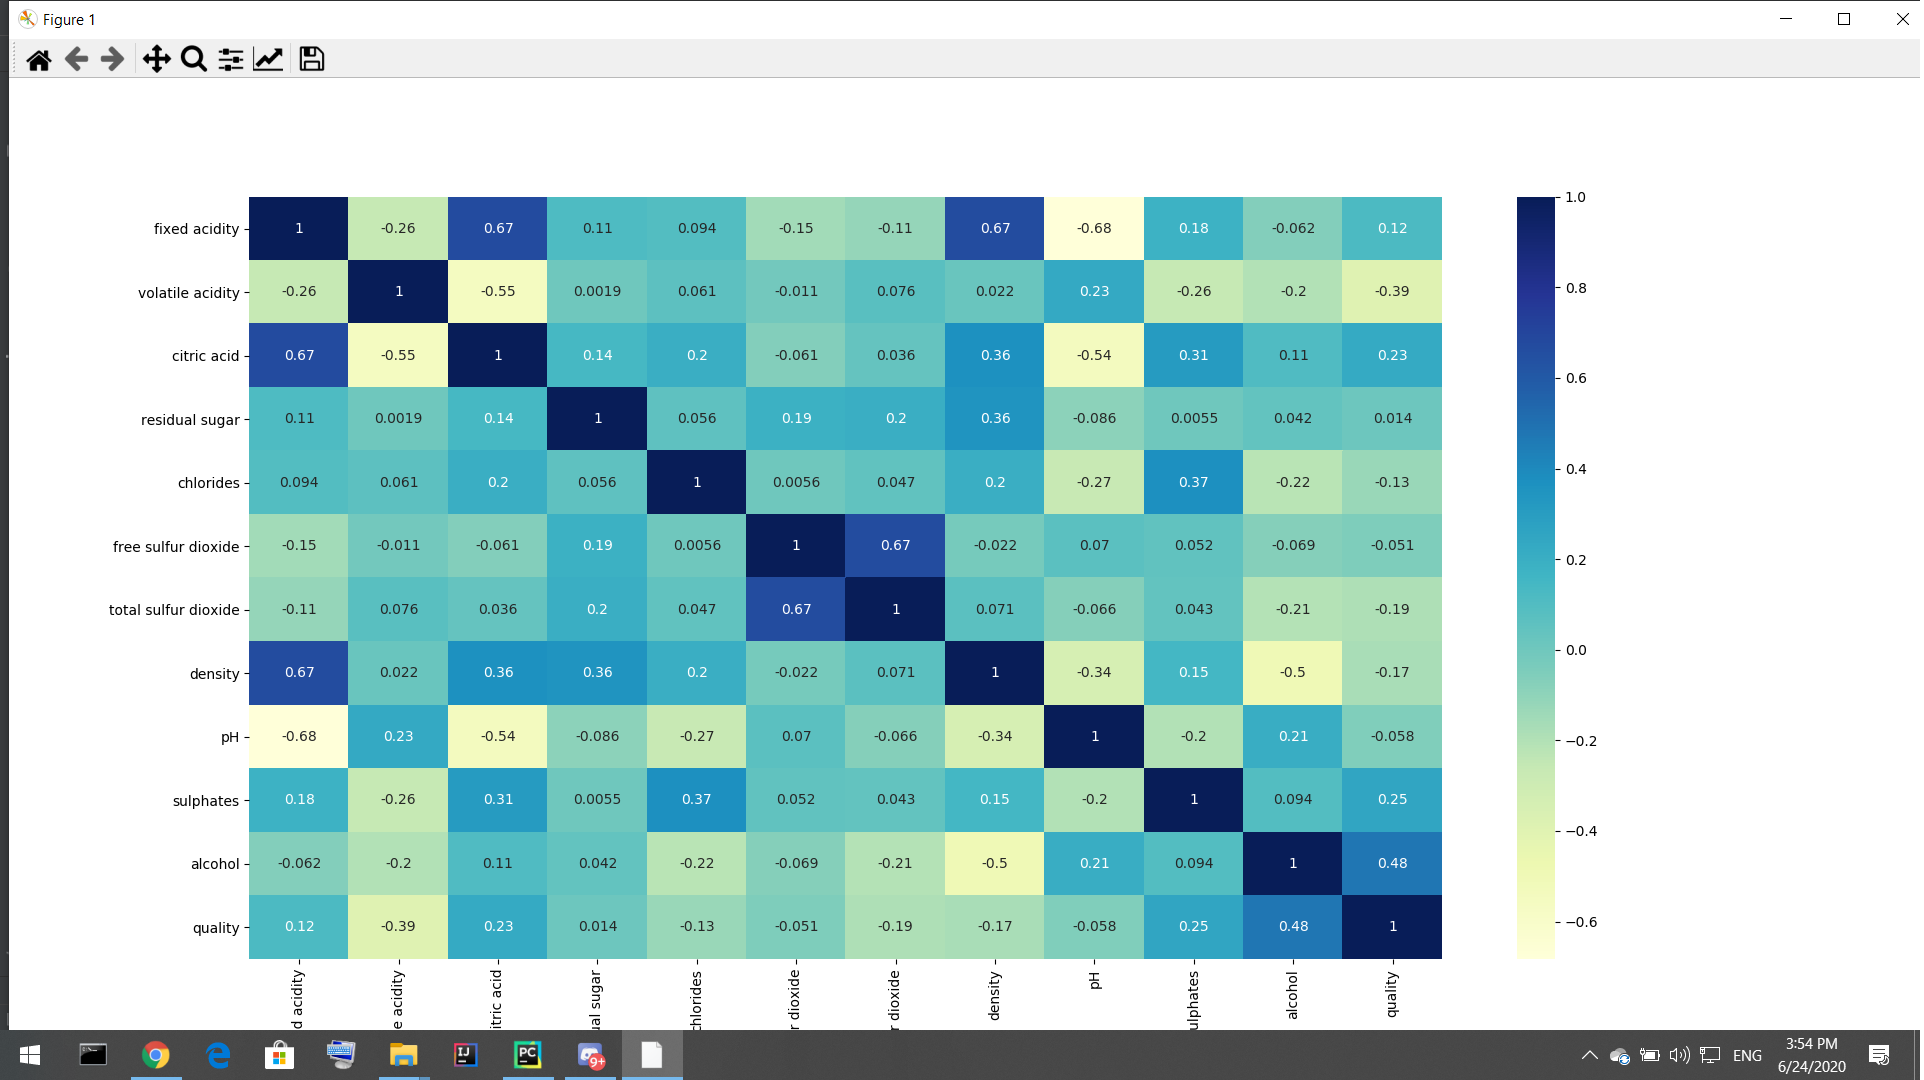 Figure 1
1.0
fixed acidity 1 -0.26 0.67 0.11 0.094 -0.15 -0.11 0.67 -0.68 0.18 -0.062 0.12
volatile acidity -0.26 1 -0.55 0.0019 0.061 -0.011 0.076 0.022 0.23 -0.26 -0.2 -0.39
0.8
citric acid 0.67 -0.55 1 0.14 0.2 -0.061 0.036 0.36 -0.54 0.31 0.11 0.23
0.6
residual sugar 0.11 0.0019 0.14 1 0.056 0.19 0.2 0.36 -0.086 0.0055 0.042 0.014
0.4
chlorides 0.094 0.061 0.2 0.056 1 0.0056 0.047 0.2 -0.27 0.37 -0.22 -0.13
free sulfur dioxide -0.15 -0.011 -0.061 0.19 0.0056 1 0.67 -0.022 0.07 0.052 -0.069 -0.051
0.2
total sulfur dioxide -0.11 0.076 0.036 0.2 0.047 0.67 1 0.071 -0.066 0.043 -0.21 -0.19
0.0
density 0.67 0.022 0.36 0.36 0.2 -0.022 0.071 1 -0.34 0.15 -0.5 -0.17
pH -0.68 0.23 -0.54 -0.086 -0.27 0.07 -0.066 -0.34 1 -0.2 0.21 -0.058
−0.2
sulphates 0.18 -0.26 0.31 0.0055 0.37 0.052 0.043 0.15 -0.2 1 0.094 0.25
−0.4
alcohol -0.062 -0.2 0.11 0.042 -0.22 -0.069 -0.21 -0.5 0.21 0.094 1 0.48
−0.6
quality 0.12 -0.39 0.23 0.014 -0.13 -0.051 -0.19 -0.17 -0.058 0.25 0.48 1
d acidity
e acidity
itric acid
ual sugar
chlorides
r dioxide
r dioxide
density
pH
ulphates
alcohol
quality
IJ
PC
9+
ENG
3:54 PM
6/24/2020